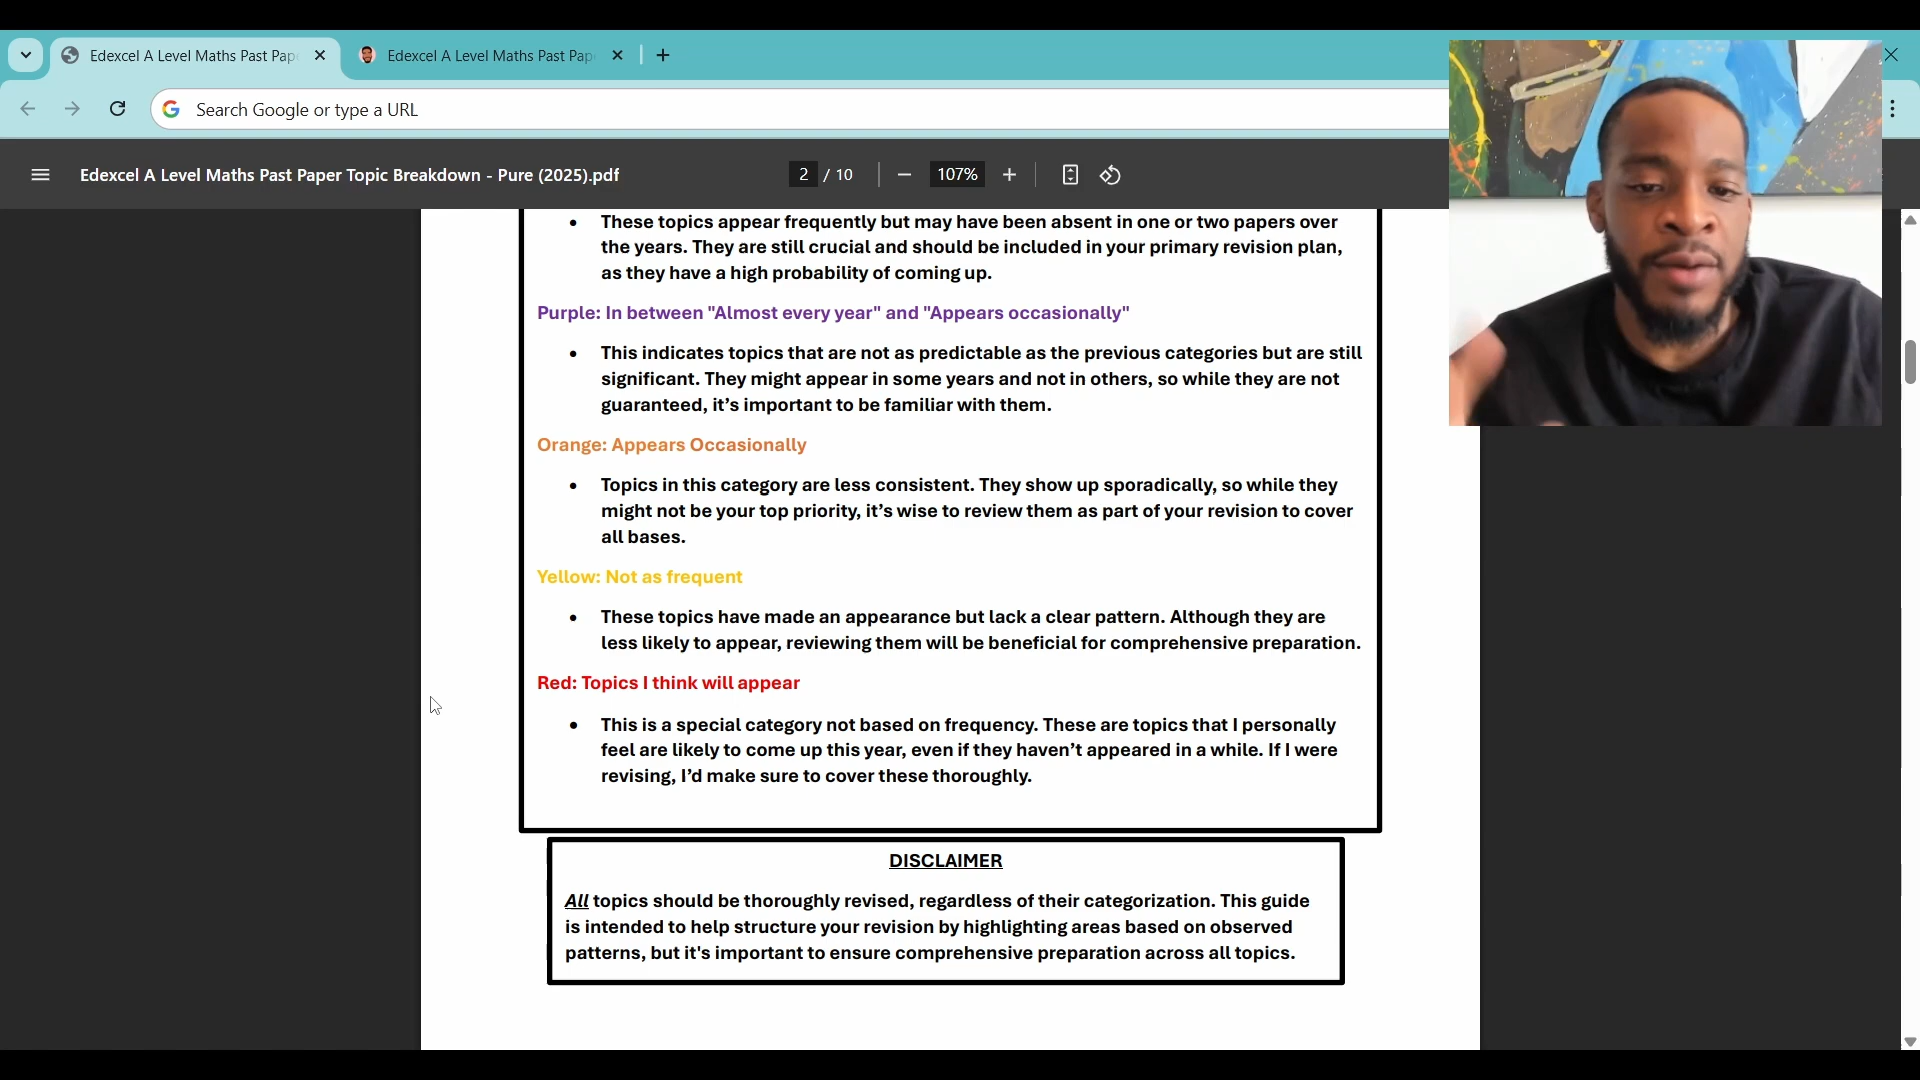 Edexcel A Level Maths Past Pap
Edexcel A Level Maths Past Pap
Search Google or type a URL
Edexcel A Level Maths Past Paper Topic Breakdown - Pure (2025).pdf
2 / 10
107%
• These topics appear frequently but may have been absent in one or two papers over
the years. They are still crucial and should be included in your primary revision plan,
as they have a high probability of coming up.
Purple: In between "Almost every year" and "Appears occasionally"
• This indicates topics that are not as predictable as the previous categories but are still
significant. They might appear in some years and not in others, so while they are not
guaranteed, it’s important to be familiar with them.
Orange: Appears Occasionally
• Topics in this category are less consistent. They show up sporadically, so while they
might not be your top priority, it’s wise to review them as part of your revision to cover
all bases.
Yellow: Not as frequent
• These topics have made an appearance but lack a clear pattern. Although they are
less likely to appear, reviewing them will be beneficial for comprehensive preparation.
Red: Topics I think will appear
• This is a special category not based on frequency. These are topics that I personally
feel are likely to come up this year, even if they haven’t appeared in a while. If I were
revising, I’d make sure to cover these thoroughly.
DISCLAIMER
All topics should be thoroughly revised, regardless of their categorization. This guide
is intended to help structure your revision by highlighting areas based on observed
patterns, but it's important to ensure comprehensive preparation across all topics.